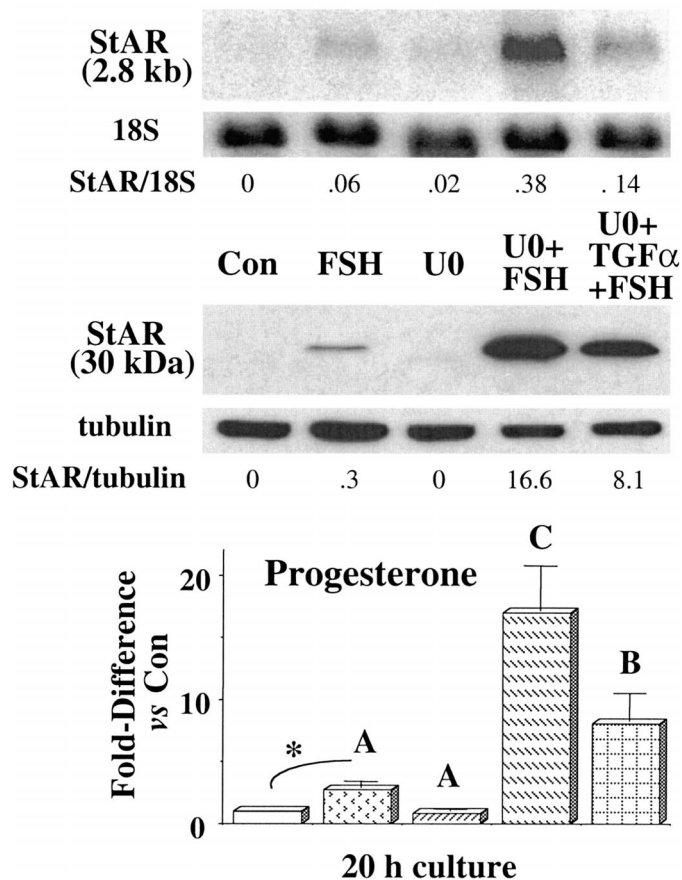 StAR
(2.8 kb)
18S
StAR/18S 0 .06 .02 .38 . 14
Con FSH U0 U0+ FSH U0+ TGFα +FSH
StAR
(30 kDa)
tubulin
StAR/tubulin 0 .3 0 16.6 8.1
Progesterone
Fold-Difference
vs Con
20
10
0
* A A C B
20 h culture